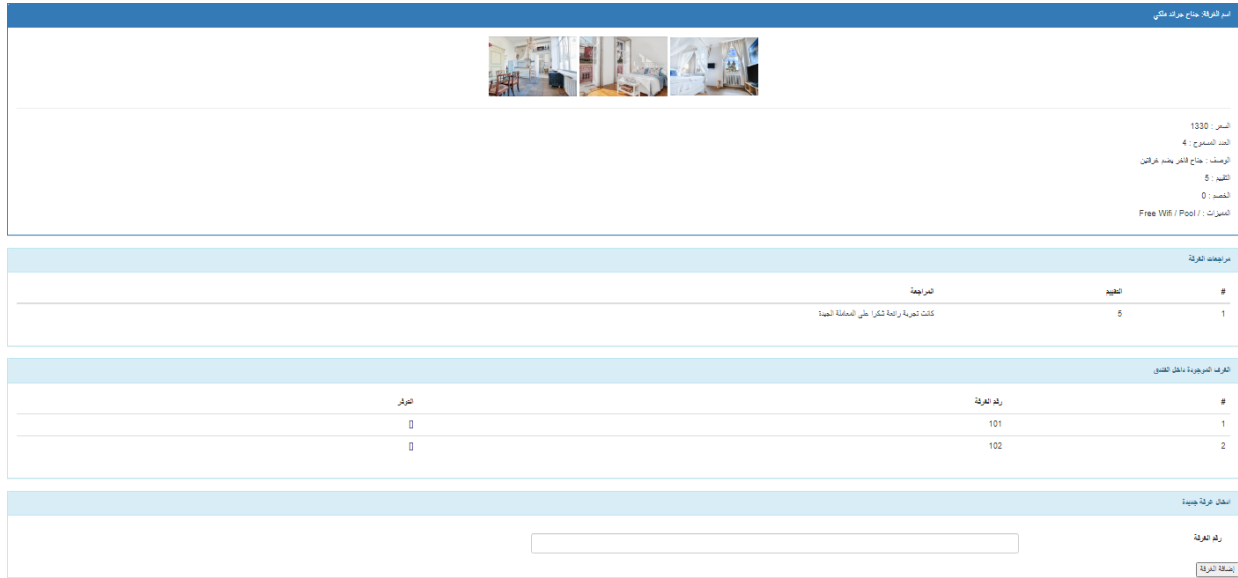 اسم الغرفة: جناح جراند ملكي
السعر : 1330
العدد المسموح : 4
الوصف : جناح فاخر يضم غرفتين
التقييم : 5
الخصم : 0
المميزات : Free Wifi / Pool /
مراجعات الغرفة
# التقييم المراجعة
1 5 كانت تجربة رائعة شكرا علي المعاملة الجيدة
الغرف الموجودة داخل الفندق
# رقم الغرفة التوفر
1 101 []
2 102 []
ادخال غرفة جديدة
رقم الغرفة
إضافة الغرفة